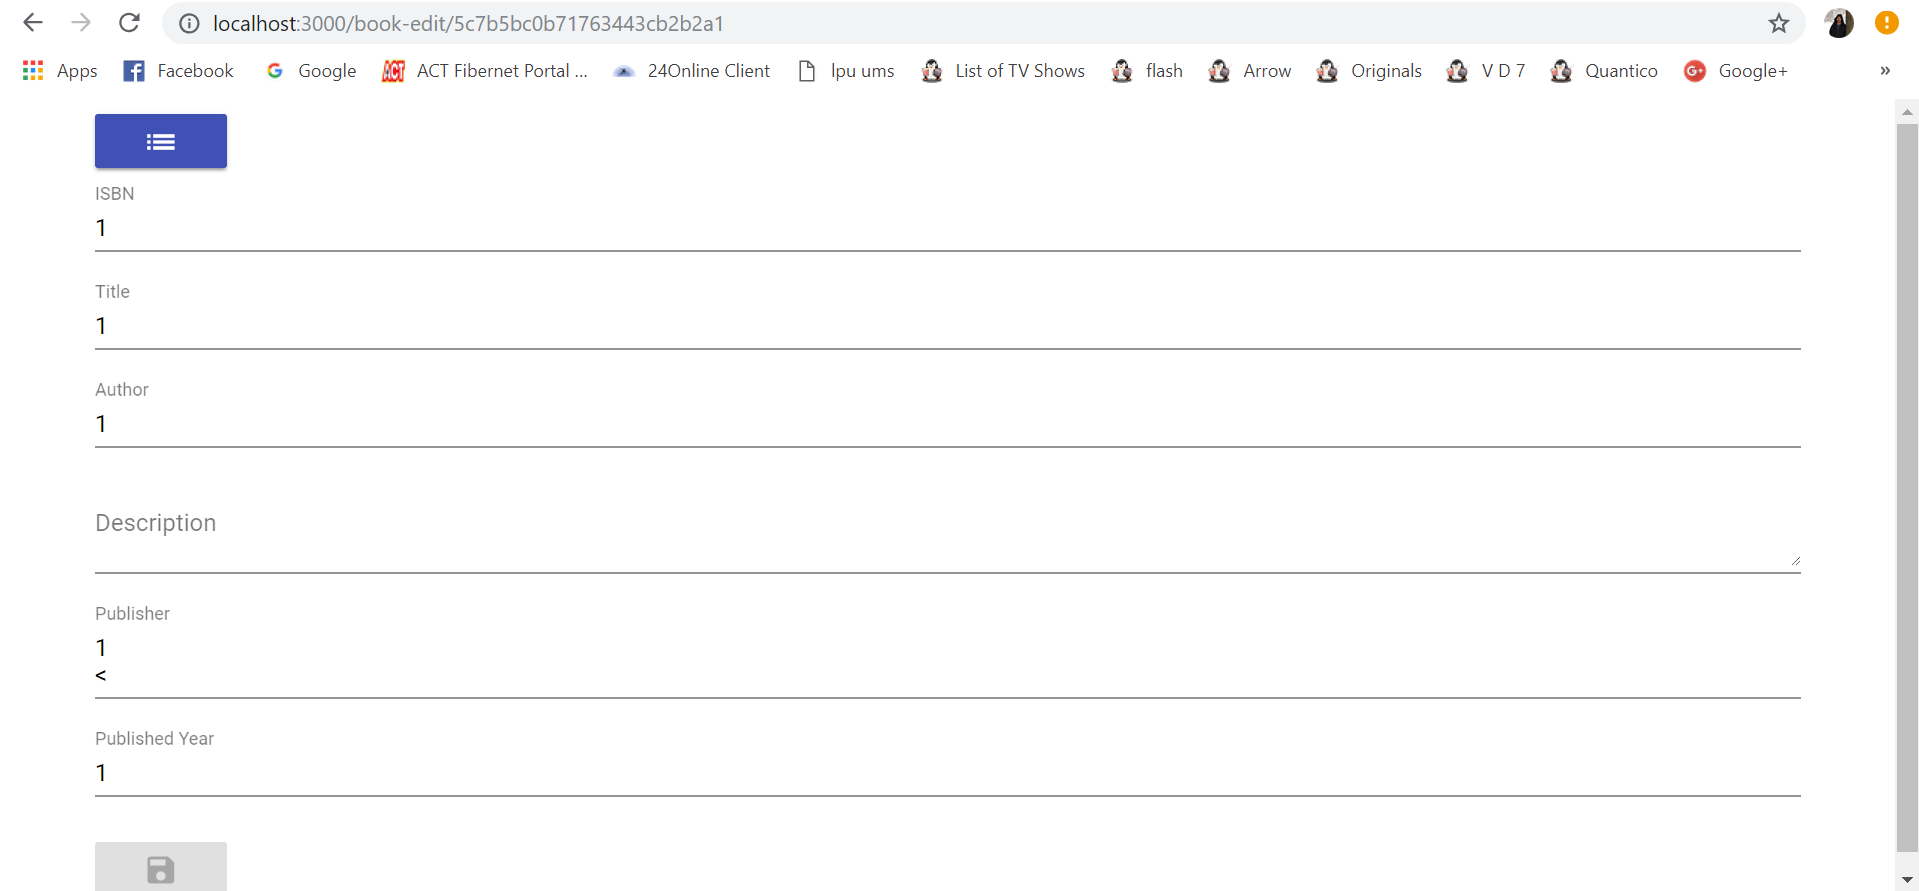 localhost:3000/book-edit/5c7b5bc0b71763443cb2b2a1
Apps Facebook Google ACT ACT Fibernet Portal ... 24Online Client lpu ums List of TV Shows flash Arrow Originals V D 7 Quantico G+ Google+ »
ISBN
1
Title
1
Author
1
Description
Publisher
1
<
Published Year
1